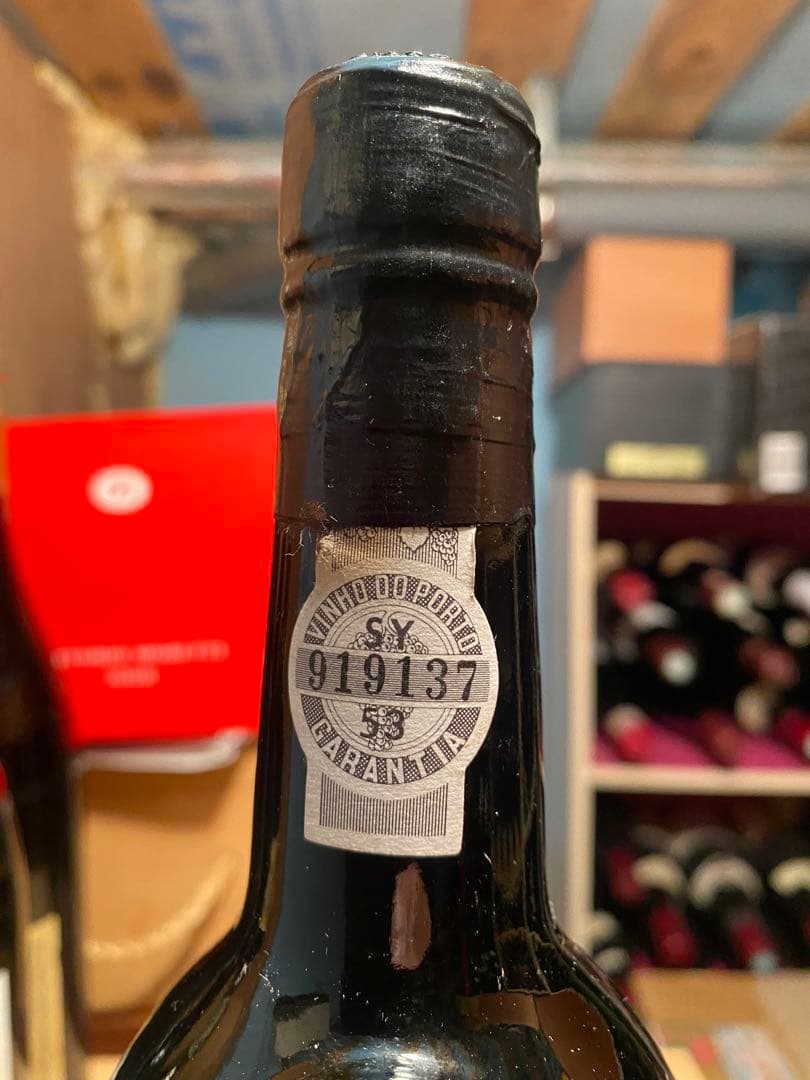 VINHO DO PORTO
SY
919137
53
GARANTIA